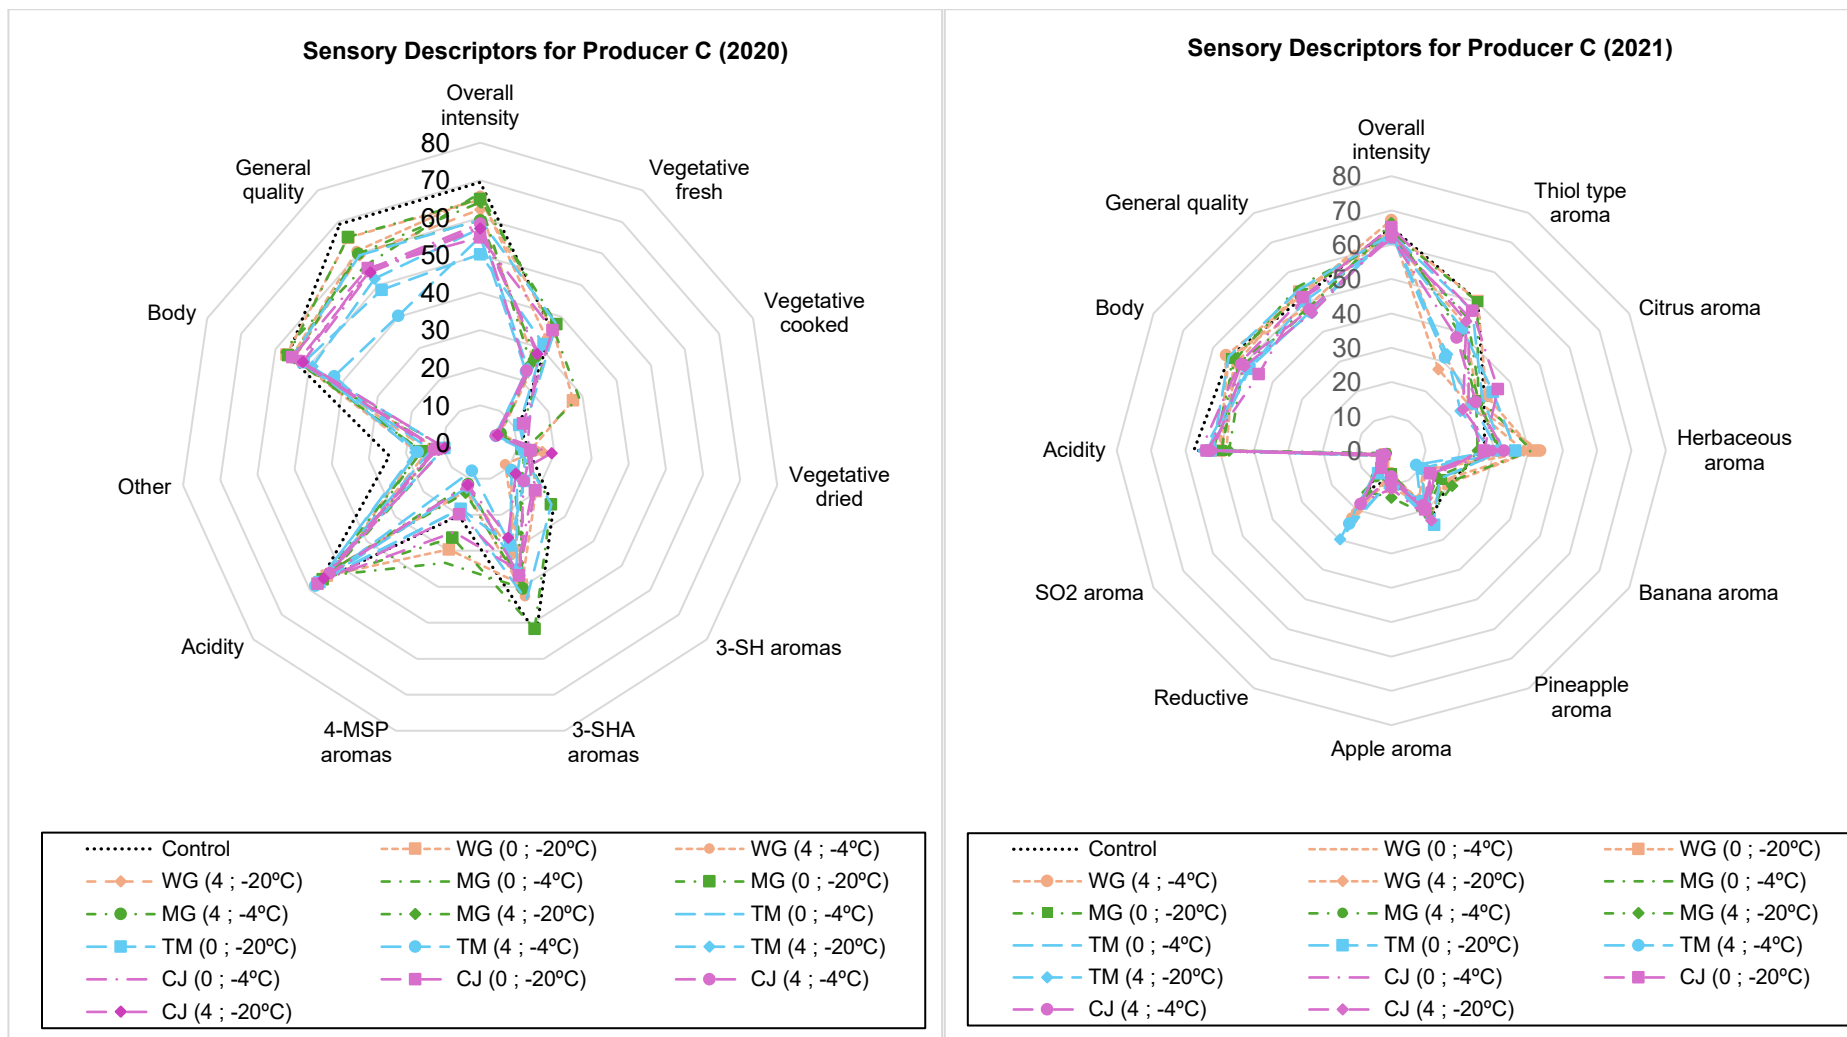 Sensory Descriptors for Producer C (2020)
Overall
intensity
Vegetative
fresh
Vegetative
cooked
Vegetative
dried
3-SH aromas
3-SHA
aromas
4-MSP
aromas
Acidity
Other
Body
General
quality
80
70
60
50
40
30
20
10
0
Control
WG (0 ; -20ºC)
WG (4 ; -4ºC)
WG (4 ; -20ºC)
MG (0 ; -4ºC)
MG (0 ; -20ºC)
MG (4 ; -4ºC)
MG (4 ; -20ºC)
TM (0 ; -4ºC)
TM (0 ; -20ºC)
TM (4 ; -4ºC)
TM (4 ; -20ºC)
CJ (0 ; -4ºC)
CJ (0 ; -20ºC)
CJ (4 ; -4ºC)
CJ (4 ; -20ºC)
Sensory Descriptors for Producer C (2021)
Overall
intensity
Thiol type
aroma
Citrus aroma
Herbaceous
aroma
Banana aroma
Pineapple
aroma
Apple aroma
Reductive
SO2 aroma
Acidity
Body
General quality
80
70
60
50
40
30
20
10
0
Control
WG (0 ; -4ºC)
WG (0 ; -20ºC)
WG (4 ; -4ºC)
WG (4 ; -20ºC)
MG (0 ; -4ºC)
MG (0 ; -20ºC)
MG (4 ; -4ºC)
MG (4 ; -20ºC)
TM (0 ; -4ºC)
TM (0 ; -20ºC)
TM (4 ; -4ºC)
TM (4 ; -20ºC)
CJ (0 ; -4ºC)
CJ (0 ; -20ºC)
CJ (4 ; -4ºC)
CJ (4 ; -20ºC)